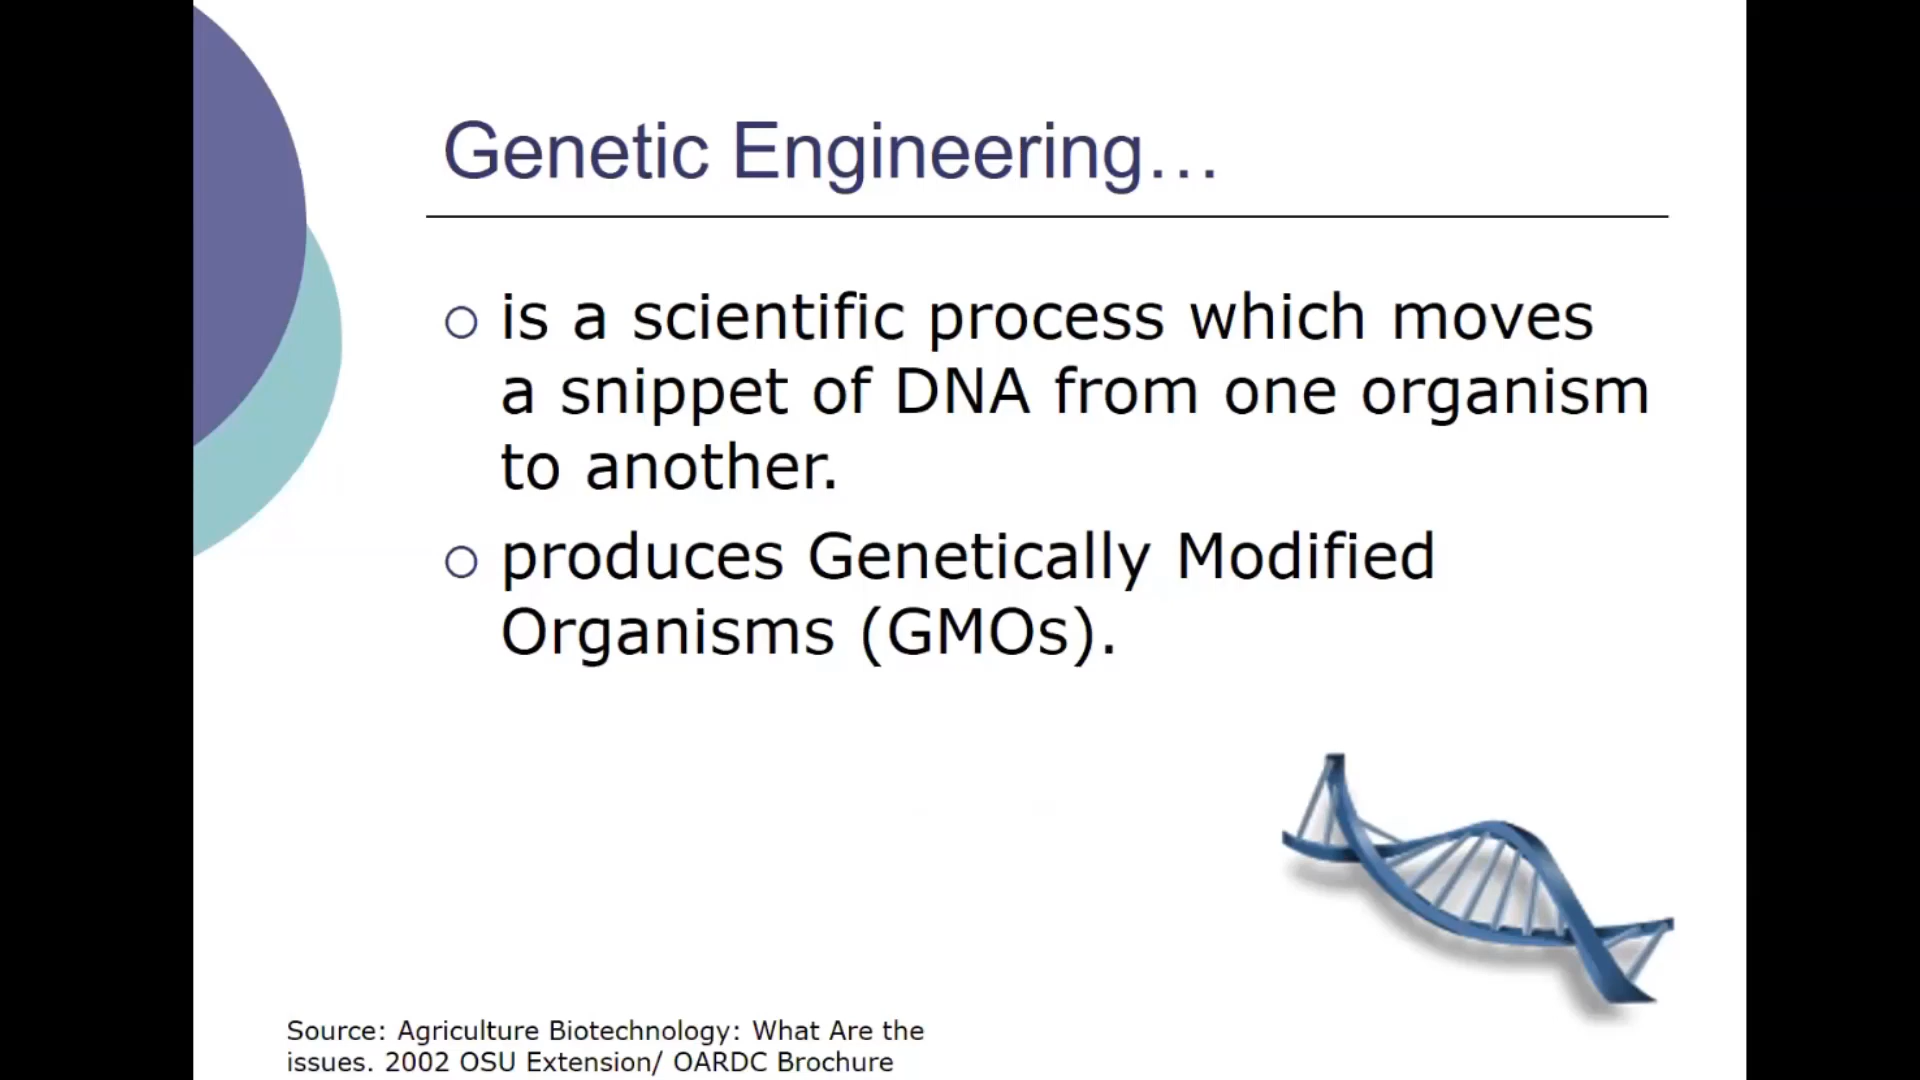 Genetic Engineering…
is a scientific process which moves
a snippet of DNA from one organism
to another.
produces Genetically Modified
Organisms (GMOs).
Source: Agriculture Biotechnology: What Are the
issues. 2002 OSU Extension/ OARDC Brochure